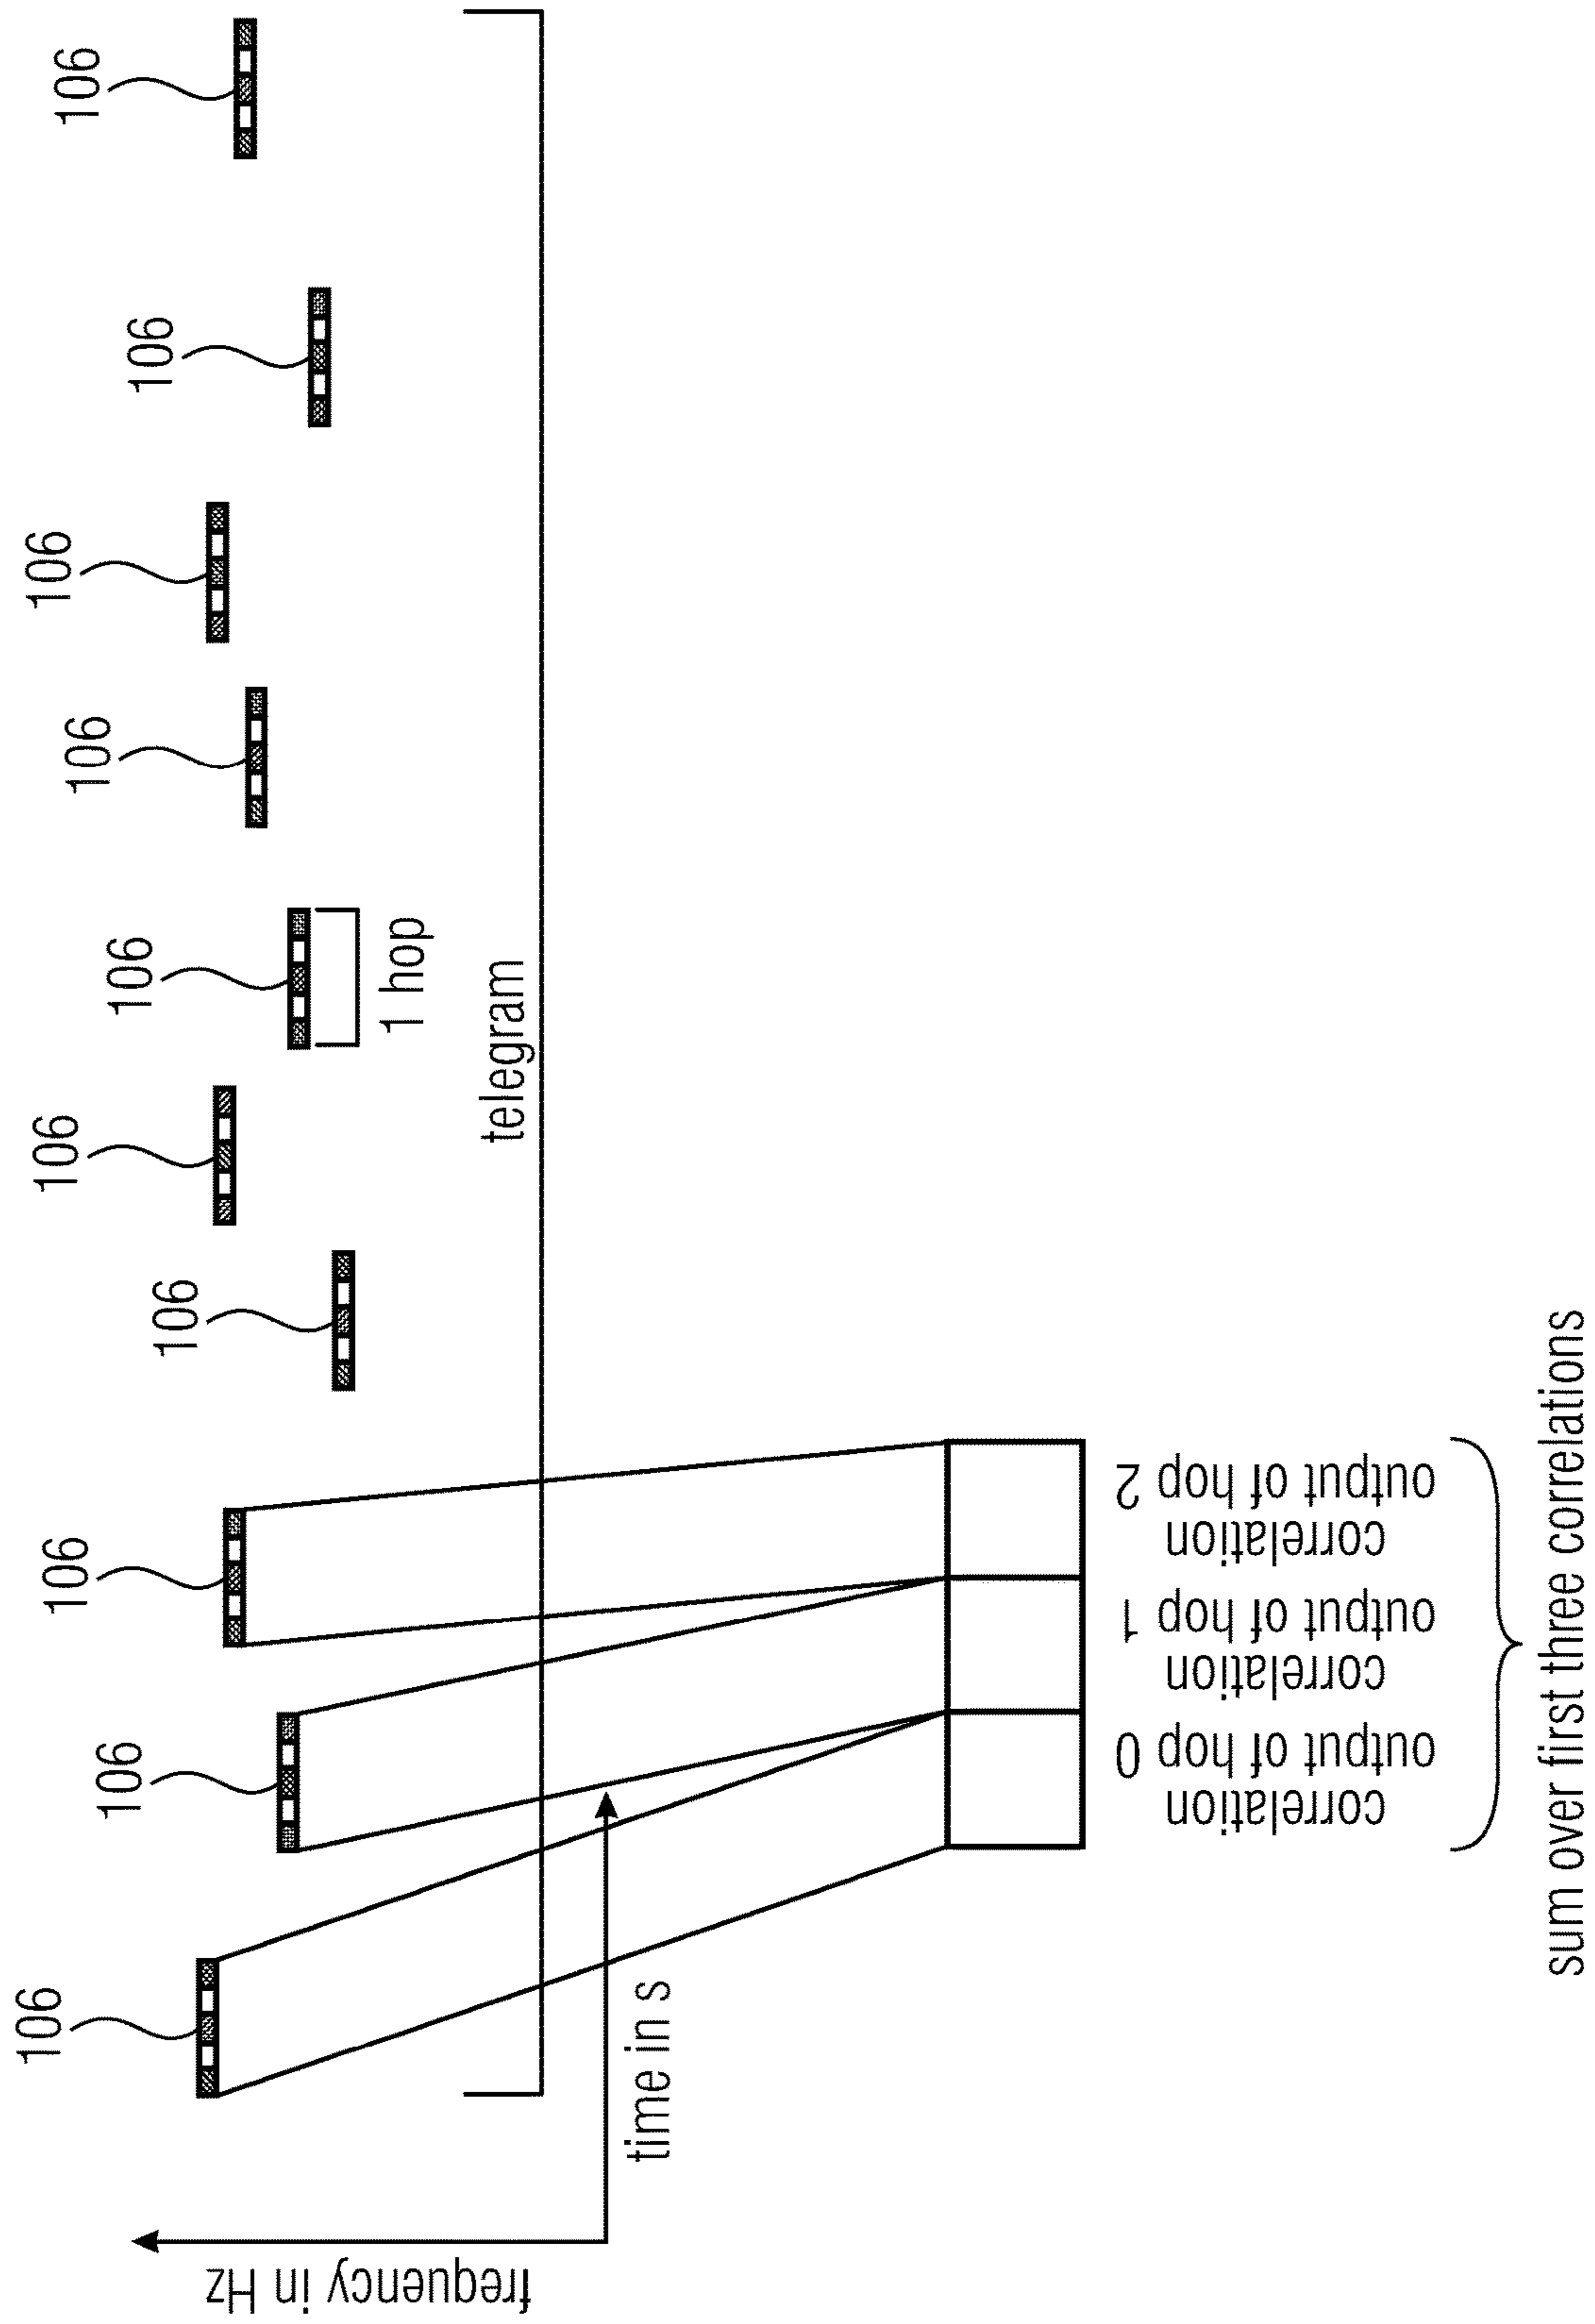 106
106
106
106
106
106
106
106
106
106
frequency in Hz
1 hop
telegram
time in s
correlation
output of hop 0
correlation
output of hop 1
correlation
output of hop 2
sum over first three correlations